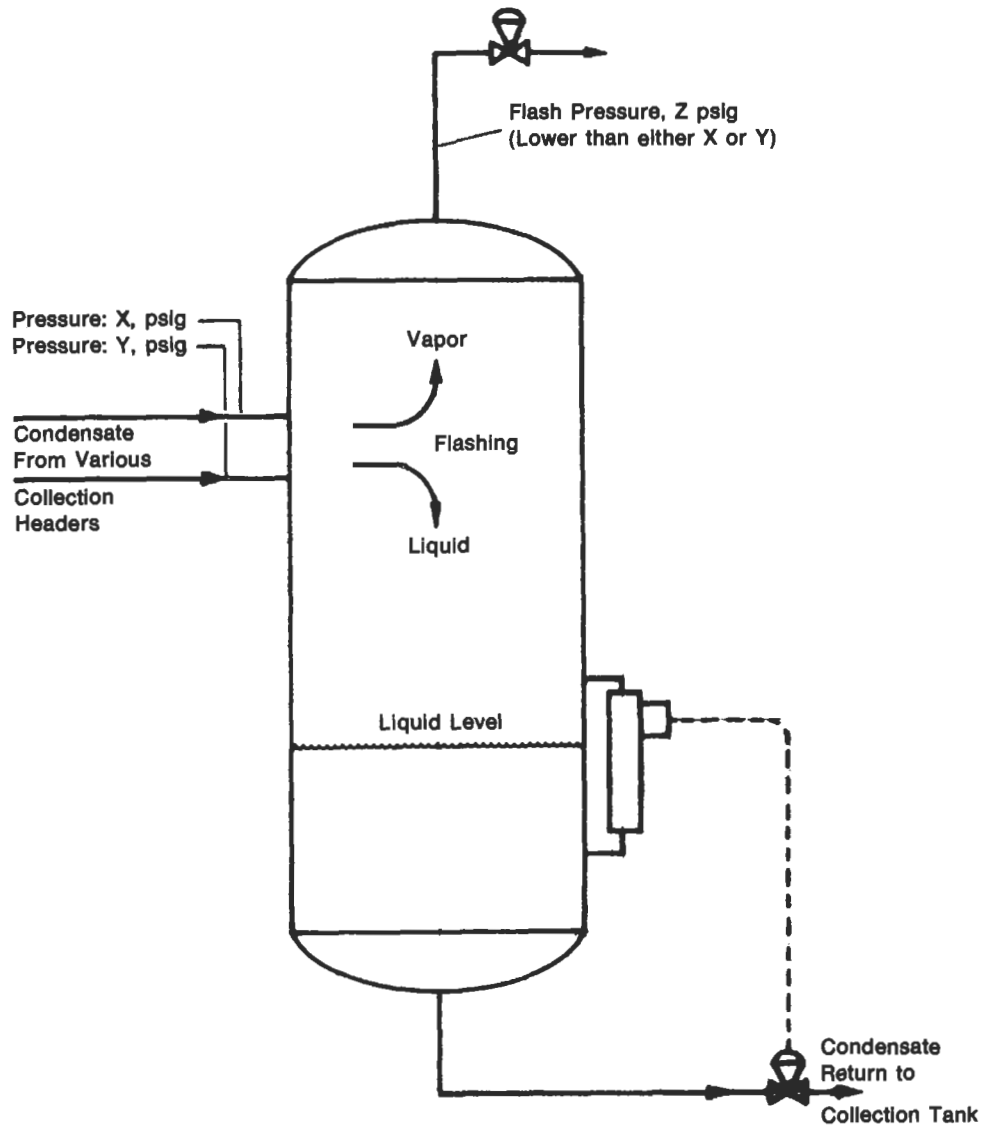 Flash Pressure, Z psig
(Lower than either X or Y)
Pressure: X, psig
Pressure: Y, psig
Vapor
Condensate
From Various
Flashing
Collection
Headers
Liquid
Liquid Level
Condensate
Return to
Collection Tank